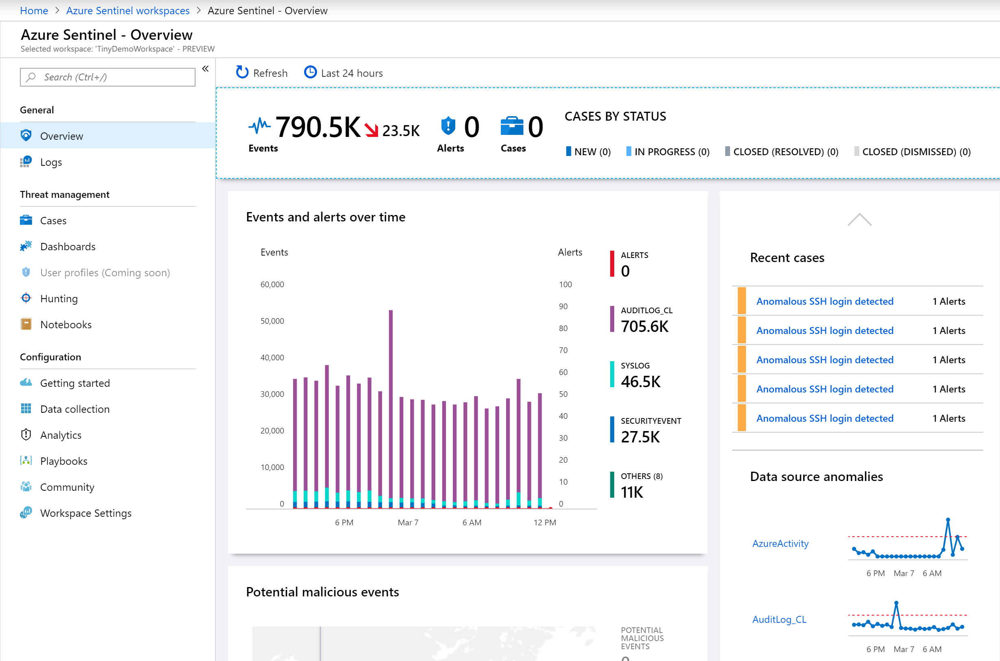 Home > Azure Sentinel workspaces > Azure Sentinel - Overview
Azure Sentinel - Overview
Selected workspace: 'TinyDemoWorkspace' - PREVIEW
Search (Ctrl+/)
«
General
Overview
Logs
Threat management
Cases
Dashboards
User profiles (Coming soon)
Hunting
Notebooks
Configuration
Getting started
Data collection
Analytics
Playbooks
Community
Workspace Settings
Refresh
Last 24 hours
790.5K 23.5K
Events
0
Alerts
0
Cases
CASES BY STATUS
NEW (0) IN PROGRESS (0) CLOSED (RESOLVED) (0) CLOSED (DISMISSED) (0)
Events and alerts over time
Events
60,000
50,000
40,000
30,000
20,000
10,000
0
Alerts
100
90
80
70
60
50
40
30
20
10
0
6 PM Mar 7 6 AM 12 PM
ALERTS
0
AUDITLOG_CL
705.6K
SYSLOG
46.5K
SECURITYEVENT
27.5K
OTHERS (8)
11K
Potential malicious events
POTENTIAL
MALICIOUS
EVENTS
Recent cases
Anomalous SSH login detected 1 Alerts
Anomalous SSH login detected 1 Alerts
Anomalous SSH login detected 1 Alerts
Anomalous SSH login detected 1 Alerts
Anomalous SSH login detected 1 Alerts
Data source anomalies
AzureActivity
6 PM Mar 7 6 AM
AuditLog_CL
6 PM Mar 7 6 AM